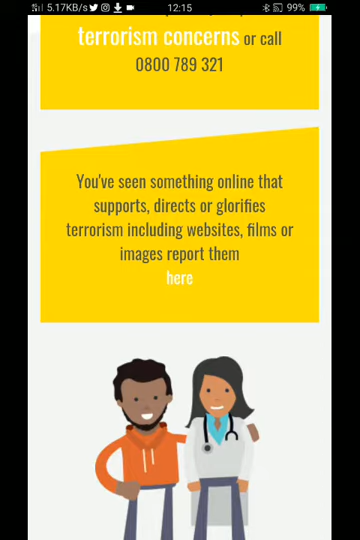 5.17KB/s 12:15 99%
terrorism concerns or call
0800 789 321
You've seen something online that
supports, directs or glorifies
terrorism including websites, films or
images report them
here